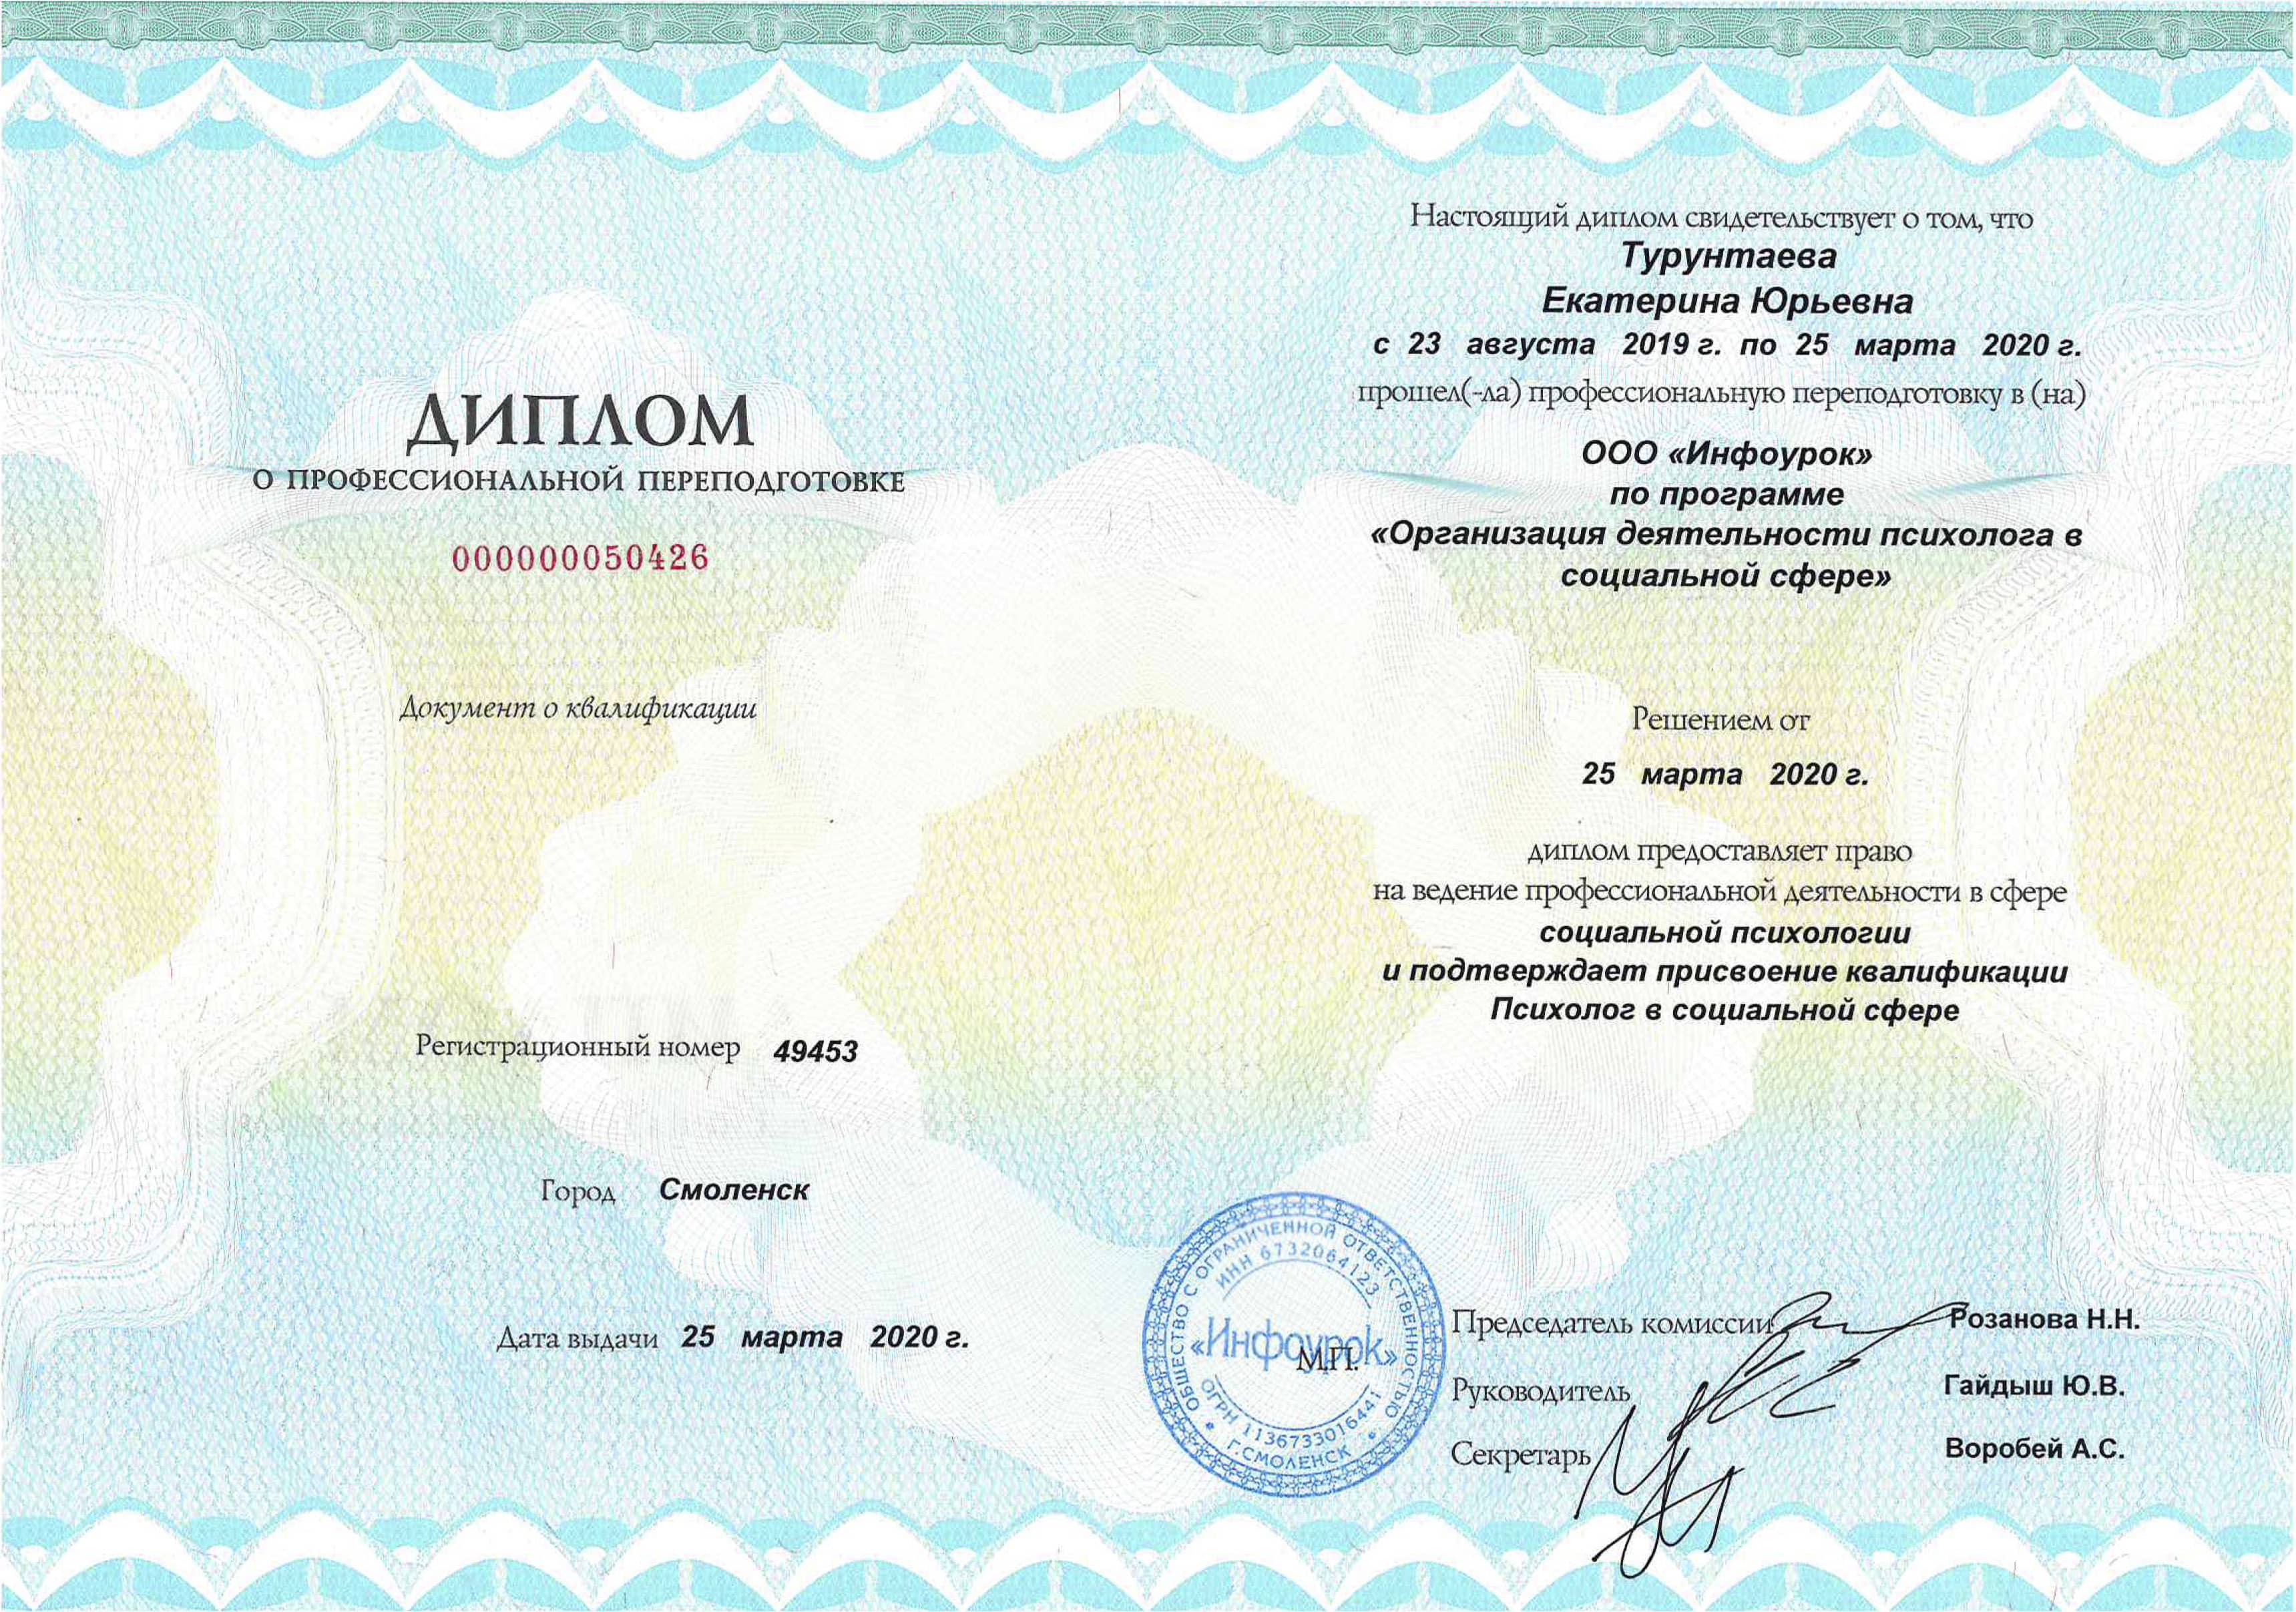 ДИПЛОМ
О ПРОФЕССИОНАЛЬНОЙ ПЕРЕПОДГОТОВКЕ
000000050426
Документ о квалификации
Регистрационный номер 49453
Город Смоленск
Дата выдачи 25 марта 2020 г.
Настоящий диплом свидетельствует о том, что
Турунтаева
Екатерина Юрьевна
с 23 августа 2019 г. по 25 марта 2020 г.
прошел(-ла) профессиональную переподготовку в (на)
ООО «Инфоурок»
по программе
«Организация деятельности психолога в
социальной сфере»
Решением от
25 марта 2020 г.
диплом предоставляет право
на ведение профессиональной деятельности в сфере
социальной психологии
и подтверждает присвоение квалификации
Психолог в социальной сфере
ОБЩЕСТВО С ОГРАНИЧЕННОЙ ОТВЕТСТВЕННОСТЬЮ
ИНН 6732064123
«Инфоурок»
М.П.
ОГРН 1136733016441
Г.СМОЛЕНСК
Председатель комиссии Розанова Н.Н.
Руководитель Гайдыш Ю.В.
Секретарь Воробей А.С.